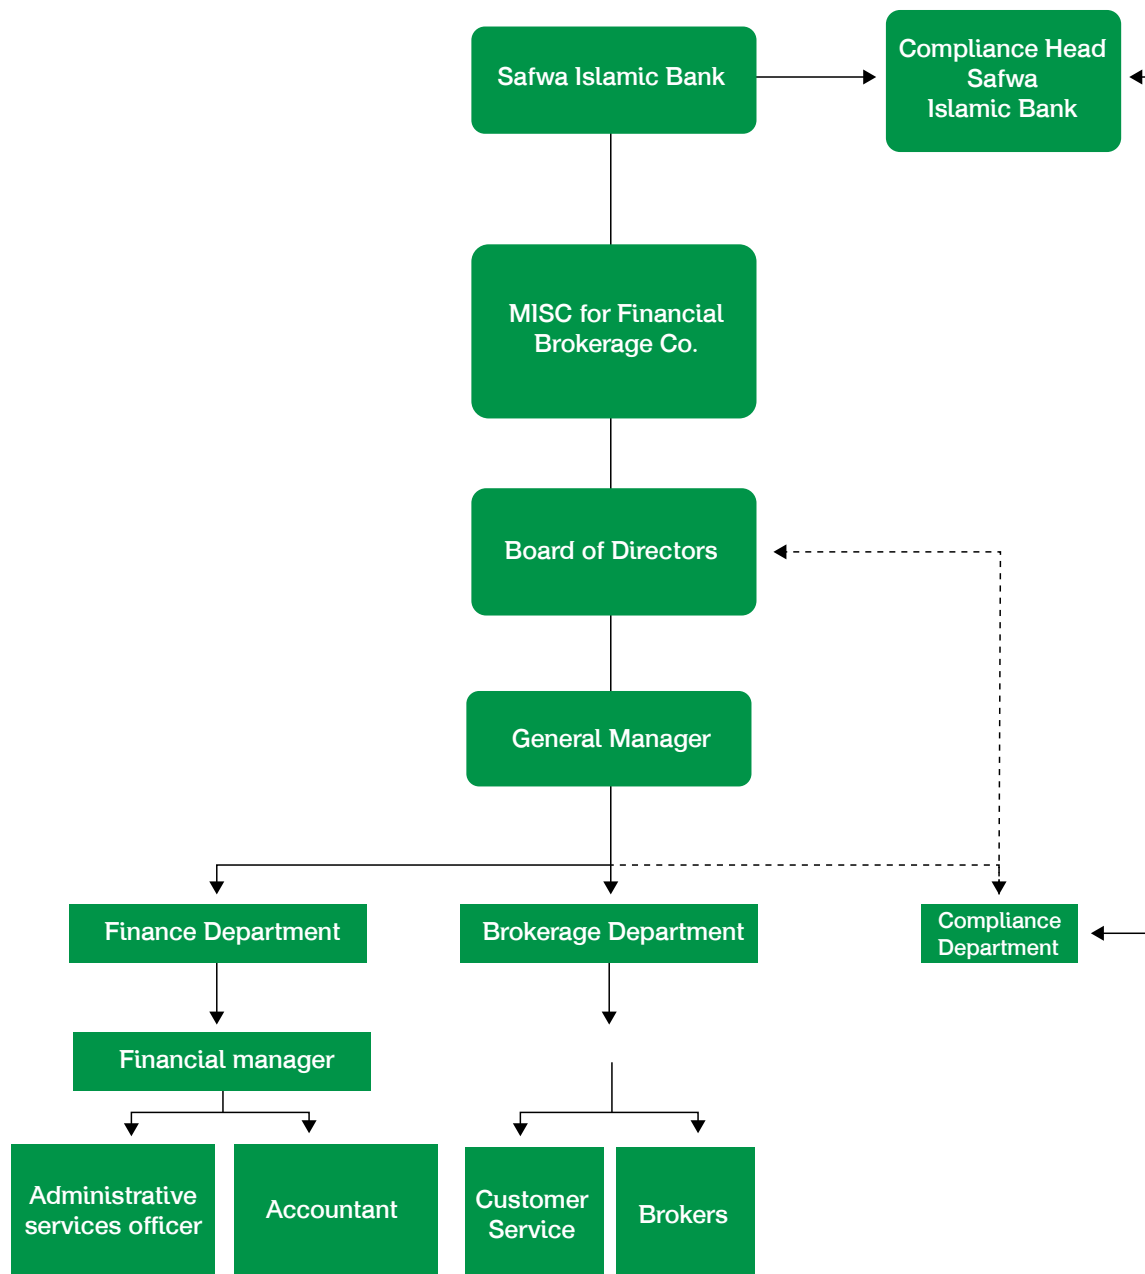 Safwa Islamic Bank
Compliance Head
Safwa
Islamic Bank
MISC for Financial
Brokerage Co.
Board of Directors
General Manager
Finance Department
Brokerage Department
Compliance
Department
Financial manager
Administrative
services officer
Accountant
Customer
Service
Brokers